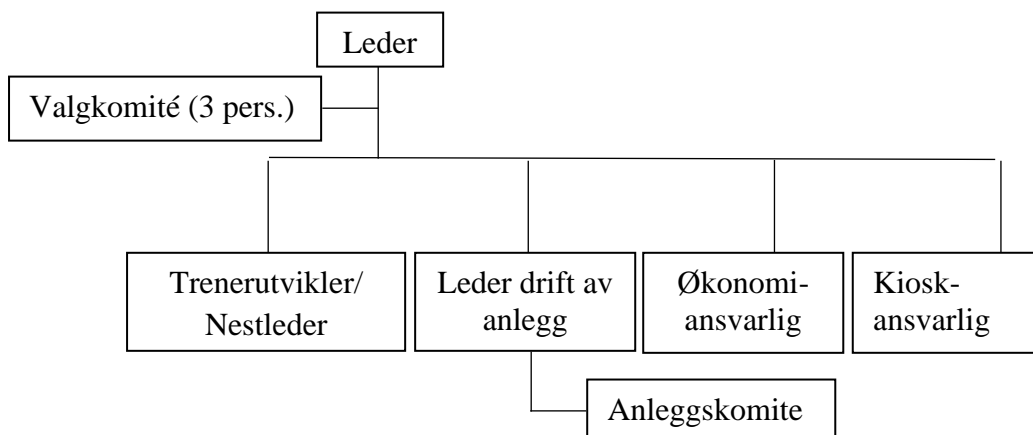 Leder
Valgkomité (3 pers.)
Trenerutvikler/
Nestleder
Leder drift av
anlegg
Økonomi-
ansvarlig
Kiosk-
ansvarlig
Anleggskomite